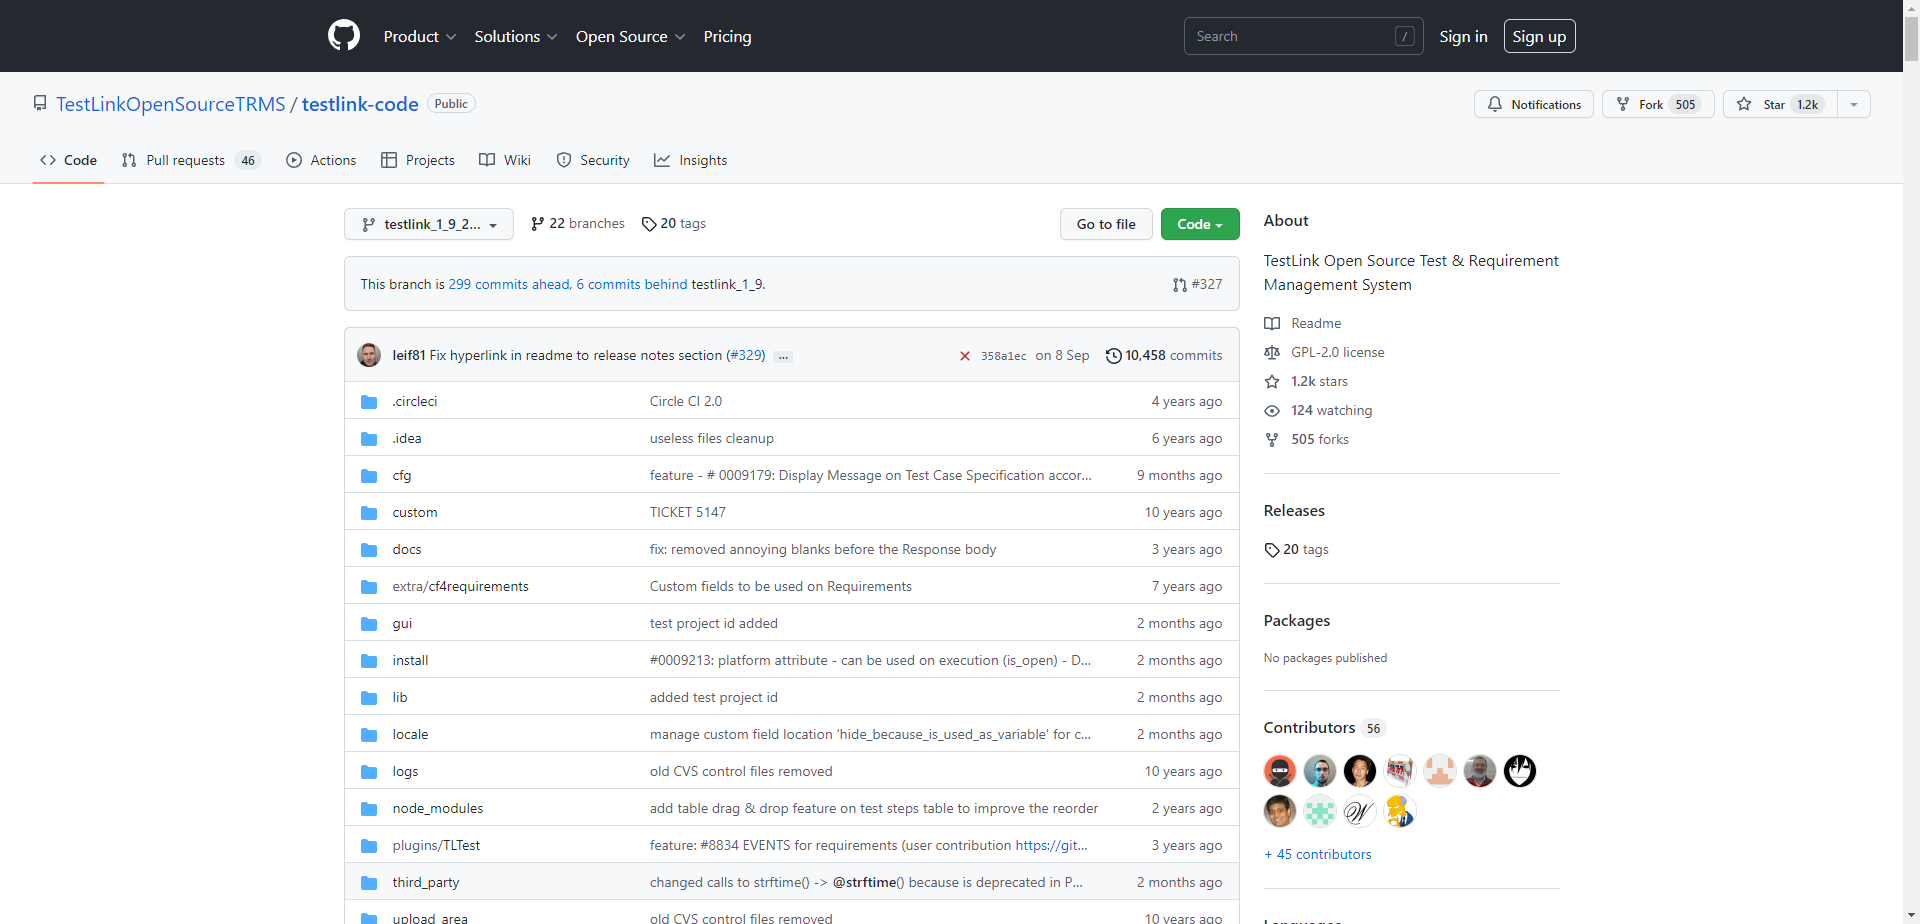 Product Solutions Open Source Pricing Search / Sign in Sign up
TestLinkOpenSourceTRMS / testlink-code Public Notifications Fork 505 Star 1.2k
Code Pull requests 46 Actions Projects Wiki Security Insights
testlink_1_9_2... 22 branches 20 tags Go to file Code
This branch is 299 commits ahead, 6 commits behind testlink_1_9. #327
leif81 Fix hyperlink in readme to release notes section (#329) ... 358a1ec on 8 Sep 10,458 commits
.circleci Circle CI 2.0 4 years ago
.idea useless files cleanup 6 years ago
cfg feature - # 0009179: Display Message on Test Case Specification accor... 9 months ago
custom TICKET 5147 10 years ago
docs fix: removed annoying blanks before the Response body 3 years ago
extra/cf4requirements Custom fields to be used on Requirements 7 years ago
gui test project id added 2 months ago
install #0009213: platform attribute - can be used on execution (is_open) - D... 2 months ago
lib added test project id 2 months ago
locale manage custom field location 'hide_because_is_used_as_variable' for c... 2 months ago
logs old CVS control files removed 10 years ago
node_modules add table drag & drop feature on test steps table to improve the reorder 2 years ago
plugins/TLTest feature: #8834 EVENTS for requirements (user contribution https://git... 3 years ago
third_party changed calls to strftime() -> @strftime() because is deprecated in P... 2 months ago
upload_area old CVS control files removed 10 years ago
About
TestLink Open Source Test & Requirement
Management System
Readme
GPL-2.0 license
1.2k stars
124 watching
505 forks
Releases
20 tags
Packages
No packages published
Contributors 56
+ 45 contributors
Languages